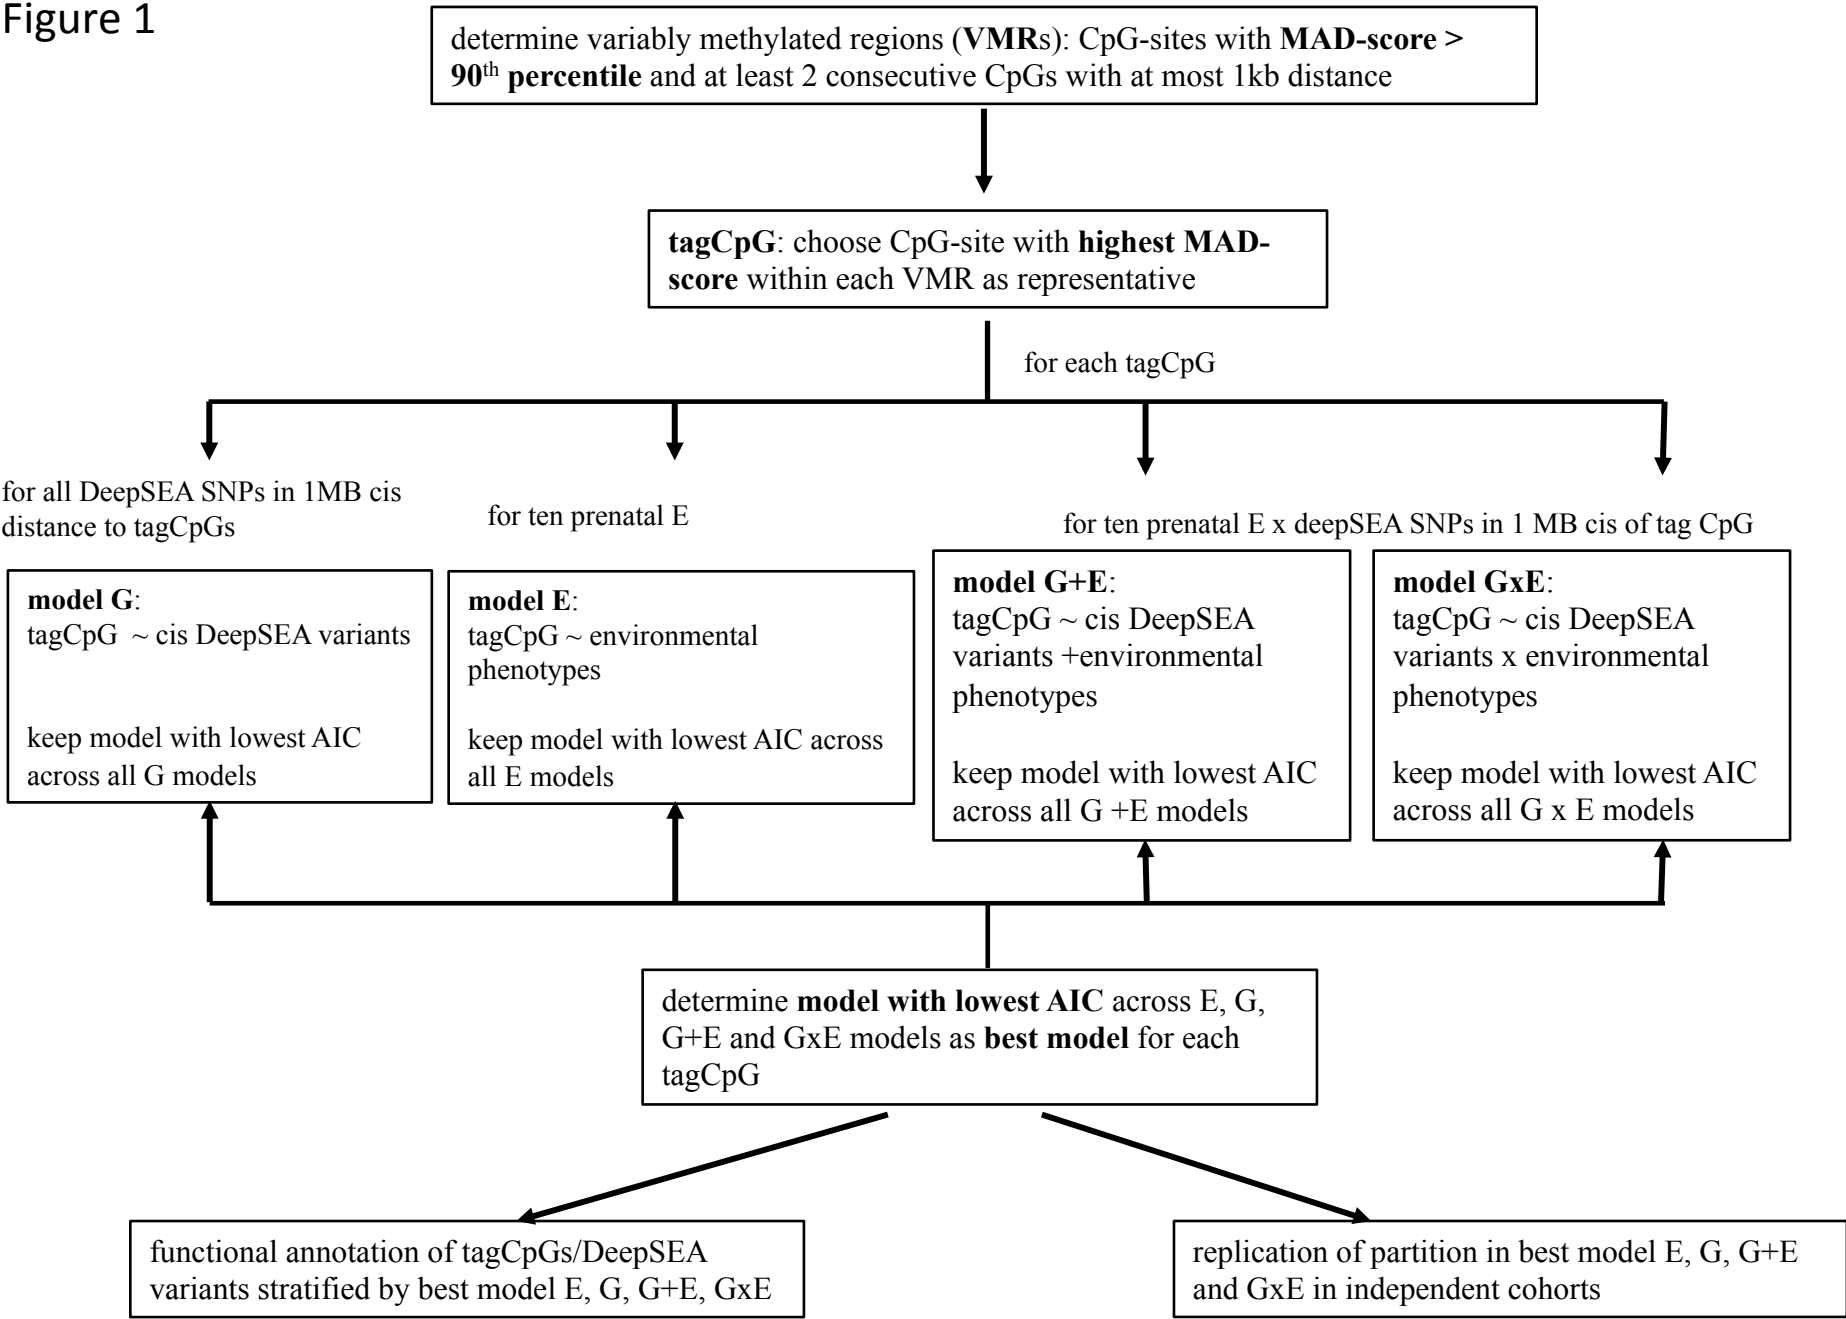 Figure 1
determine variably methylated regions (VMRs): CpG-sites with MAD-score >
90th percentile and at least 2 consecutive CpGs with at most 1kb distance
tagCpG: choose CpG-site with highest MAD-
score within each VMR as representative
for each tagCpG
for all DeepSEA SNPs in 1MB cis
distance to tagCpGs
for ten prenatal E
for ten prenatal E x deepSEA SNPs in 1 MB cis of tag CpG
model G:
tagCpG ~ cis DeepSEA variants
keep model with lowest AIC
across all G models
model E:
tagCpG ~ environmental
phenotypes
keep model with lowest AIC across
all E models
model G+E:
tagCpG ~ cis DeepSEA
variants +environmental
phenotypes
keep model with lowest AIC
across all G +E models
model GxE:
tagCpG ~ cis DeepSEA
variants x environmental
phenotypes
keep model with lowest AIC
across all G x E models
determine model with lowest AIC across E, G,
G+E and GxE models as best model for each
tagCpG
functional annotation of tagCpGs/DeepSEA
variants stratified by best model E, G, G+E, GxE
replication of partition in best model E, G, G+E
and GxE in independent cohorts